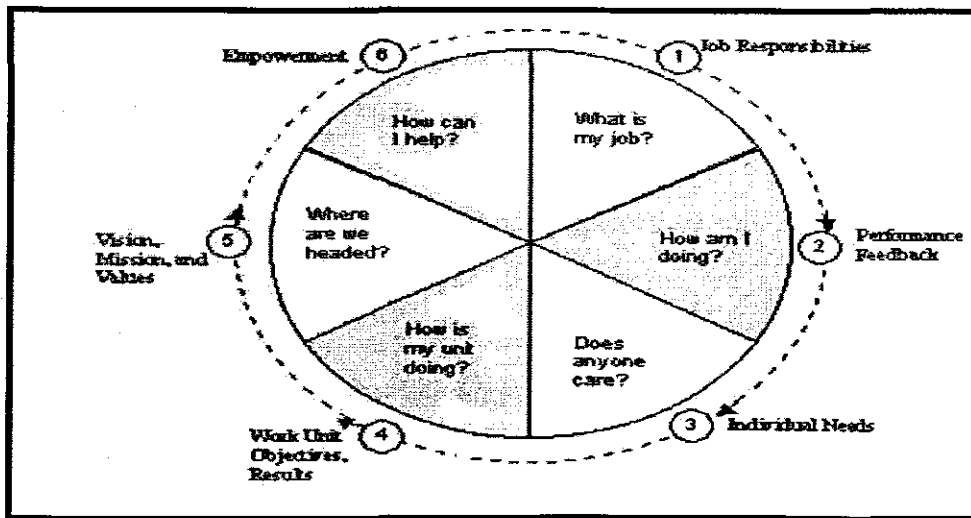 1
Job Responsibilities
What is
my job?
2
Performance
Feedback
How am I
doing?
3
Individual Needs
Does
anyone
care?
4
Work Unit
Objectives,
Results
How is
my unit
doing?
5
Vision,
Mission, and
Values
Where
are we
headed?
6
Empowerment
How can
I help?